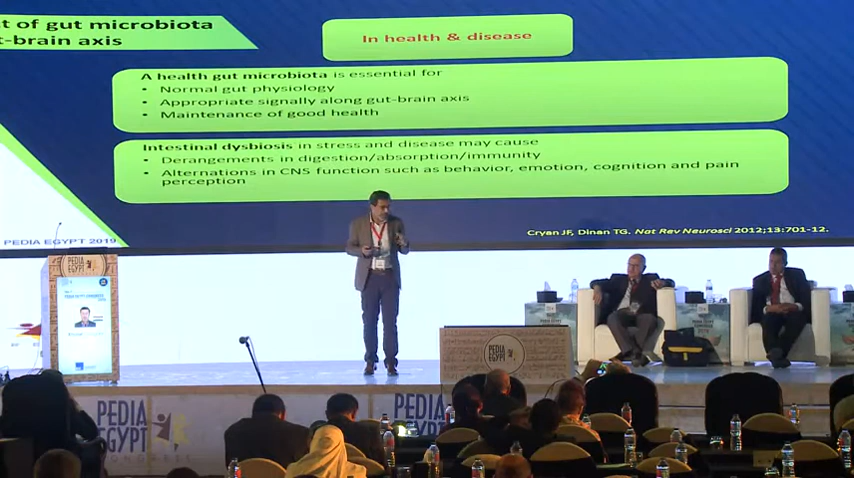 t of gut microbiota
t-brain axis
In health & disease
A health gut microbiota is essential for
• Normal gut physiology
• Appropriate signally along gut-brain axis
• Maintenance of good health
Intestinal dysbiosis in stress and disease may cause
• Derangements in digestion/absorption/immunity
• Alternations in CNS function such as behavior, emotion, cognition and pain
perception
Cryan JF, Dinan TG. Nat Rev Neurosci 2012;13:701-12.
PEDIA EGYPT 2019
PEDIA
EGYPT
PEDIA
EGYPT
PEDIA
EGYPT
CONGRESS
PEDIA
EGYPT